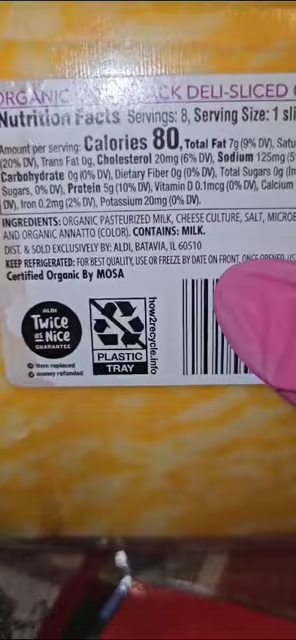 ORGANIC JACK DELI-SLICED
Nutrition Facts Servings: 8, Serving Size: 1 sli
Amount per serving: Calories 80, Total Fat 7g (9% DV), Satu
(20% DV), Trans Fat 0g, Cholesterol 20mg (6% DV), Sodium 125mg (5%
Carbohydrate 0g (0% DV), Dietary Fiber 0g (0% DV), Total Sugars 0g (In
Sugars, 0% DV), Protein 5g (10% DV), Vitamin D 0.1mcg (0% DV), Calcium
DV), Iron 0.2mg (2% DV), Potassium 20mg (0% DV).
INGREDIENTS: ORGANIC PASTEURIZED MILK, CHEESE CULTURE, SALT, MICROB
AND ORGANIC ANNATTO (COLOR). CONTAINS: MILK.
DIST. & SOLD EXCLUSIVELY BY: ALDI, BATAVIA, IL 60510
KEEP REFRIGERATED: FOR BEST QUALITY, USE OR FREEZE BY DATE ON FRONT. ONCE OPENED, US
Certified Organic By MOSA
ALDI
Twice
as Nice
GUARANTEE
item replaced
money refunded
PLASTIC
TRAY
how2recycle.info